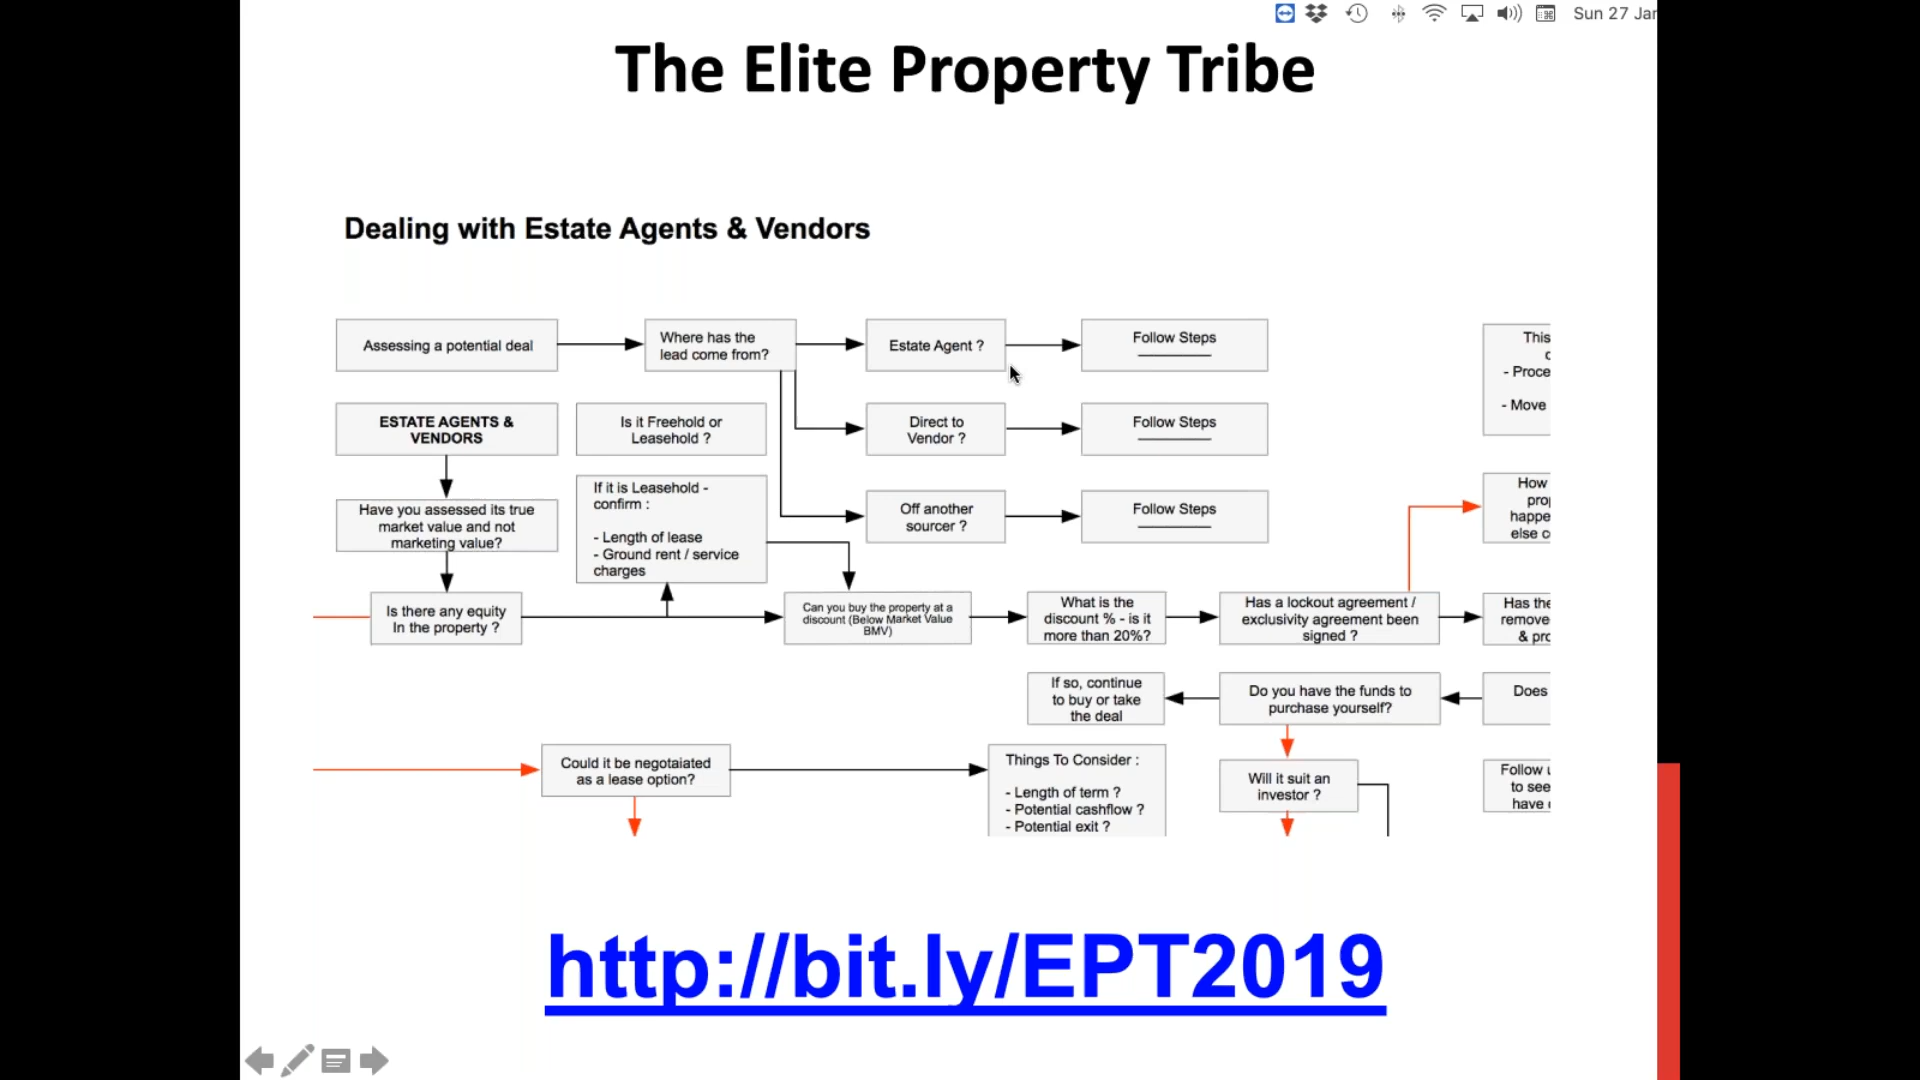 Sun 27 Jar
The Elite Property Tribe
Dealing with Estate Agents & Vendors
Assessing a potential deal
Where has the
lead come from?
Estate Agent ?
Follow Steps
This
- Proce
- Move
ESTATE AGENTS &
VENDORS
Is it Freehold or
Leasehold ?
Direct to
Vendor ?
Follow Steps
Have you assessed its true
market value and not
marketing value?
If it is Leasehold -
confirm :
- Length of lease
- Ground rent / service
charges
Off another
sourcer ?
Follow Steps
How
pro
happe
else c
Is there any equity
In the property ?
Can you buy the property at a
discount (Below Market Value
BMV)
What is the
discount % - is it
more than 20%?
Has a lockout agreement /
exclusivity agreement been
signed ?
Has the
remove
& pro
If so, continue
to buy or take
the deal
Do you have the funds to
purchase yourself?
Does
Could it be negotaiated
as a lease option?
Things To Consider :
- Length of term ?
- Potential cashflow ?
- Potential exit ?
Will it suit an
investor ?
Follow
to see
have
http://bit.ly/EPT2019